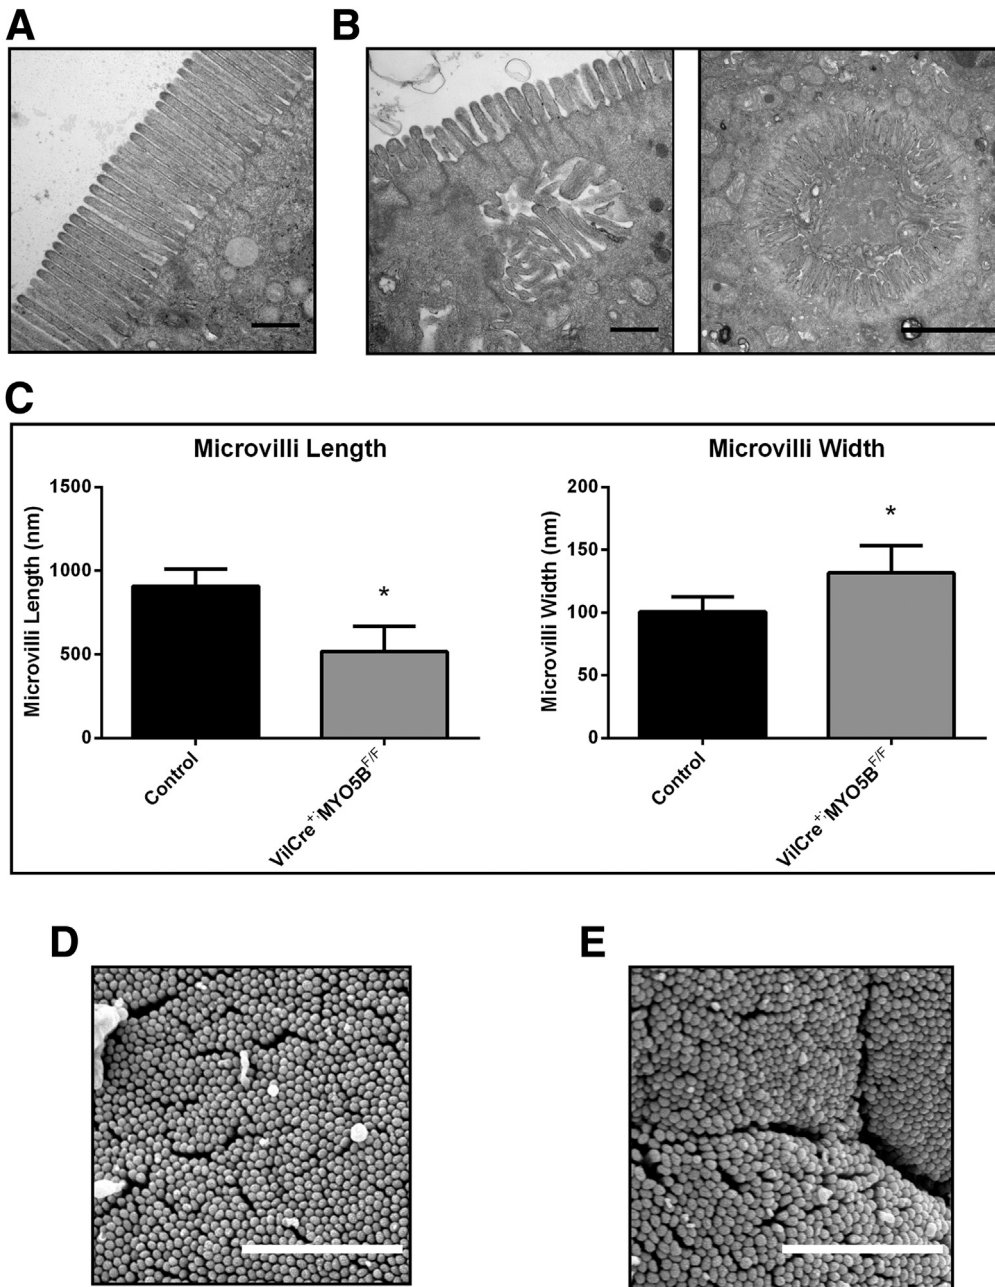 A
B
C
Microvilli Length
Microvilli Length (nm)
1500
1000
500
0
*
Control
VilCre⁺;MYO5Bᶠ/ᶠ
Microvilli Width
Microvilli Width (nm)
200
150
100
50
0
*
Control
VilCre⁺;MYO5Bᶠ/ᶠ
D
E